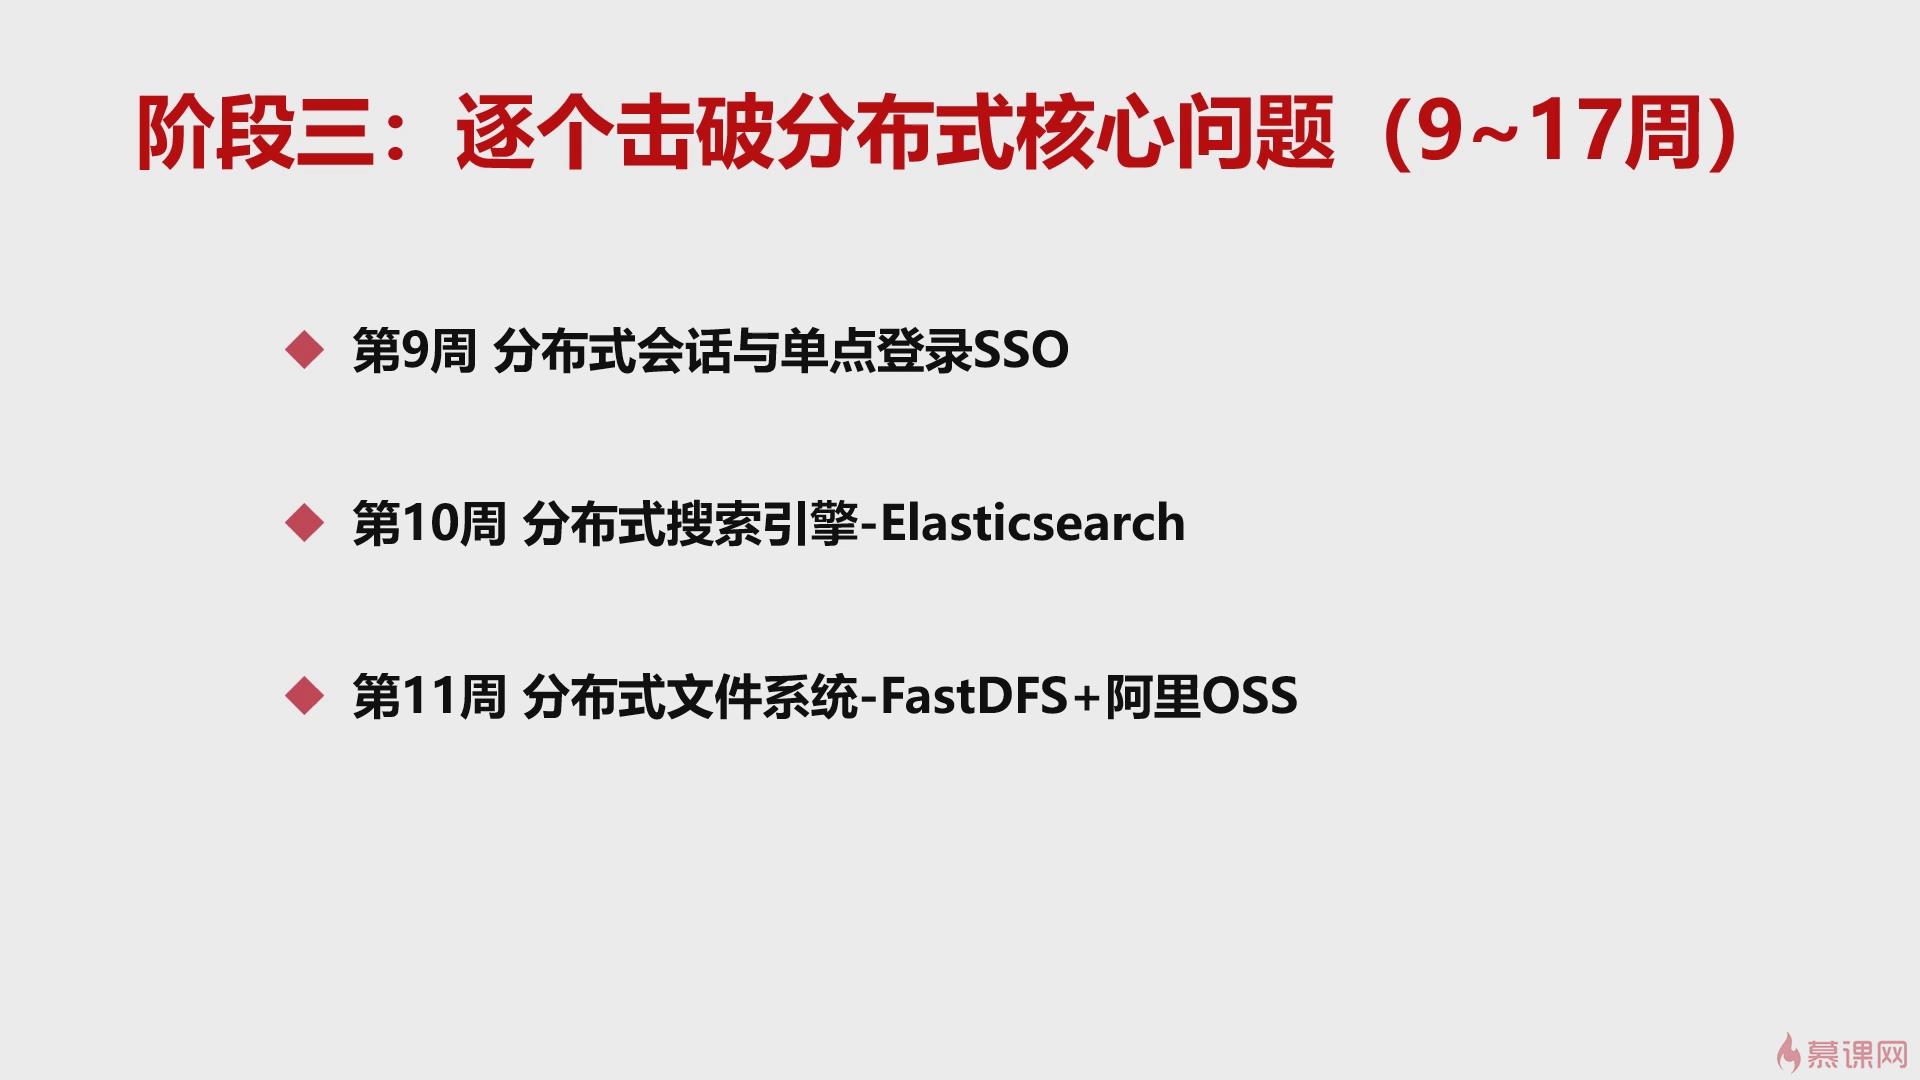 阶段三：逐个击破分布式核心问题（9~17周）
第9周 分布式会话与单点登录SSO
第10周 分布式搜索引擎-Elasticsearch
第11周 分布式文件系统-FastDFS+阿里OSS
慕课网